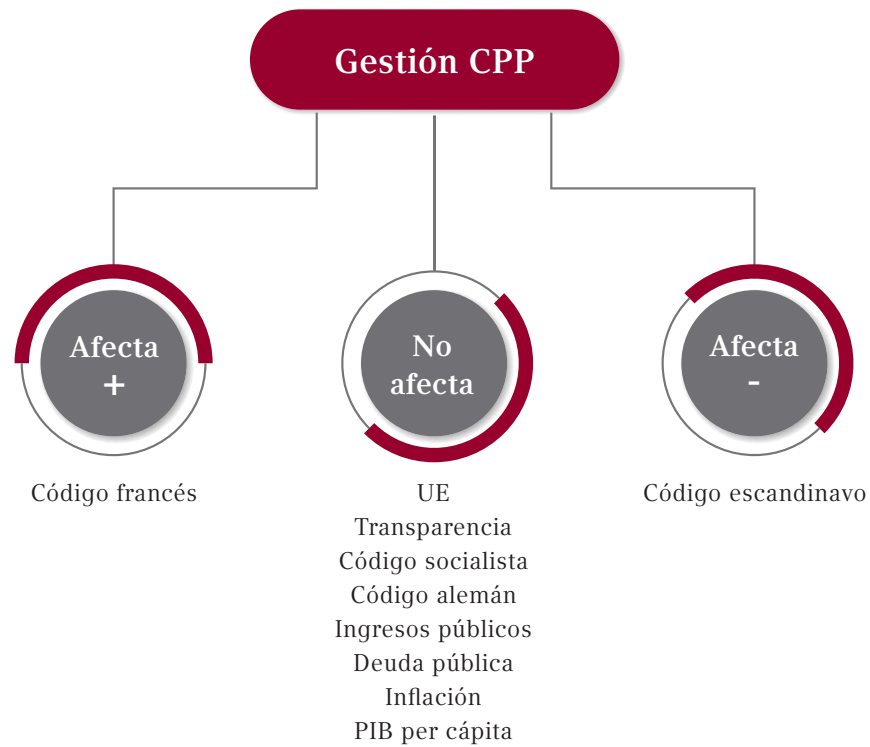 Gestión CPP
Afecta
+
Código francés
No
afecta
UE
Transparencia
Código socialista
Código alemán
Ingresos públicos
Deuda pública
Inflación
PIB per cápita
Afecta
-
Código escandinavo